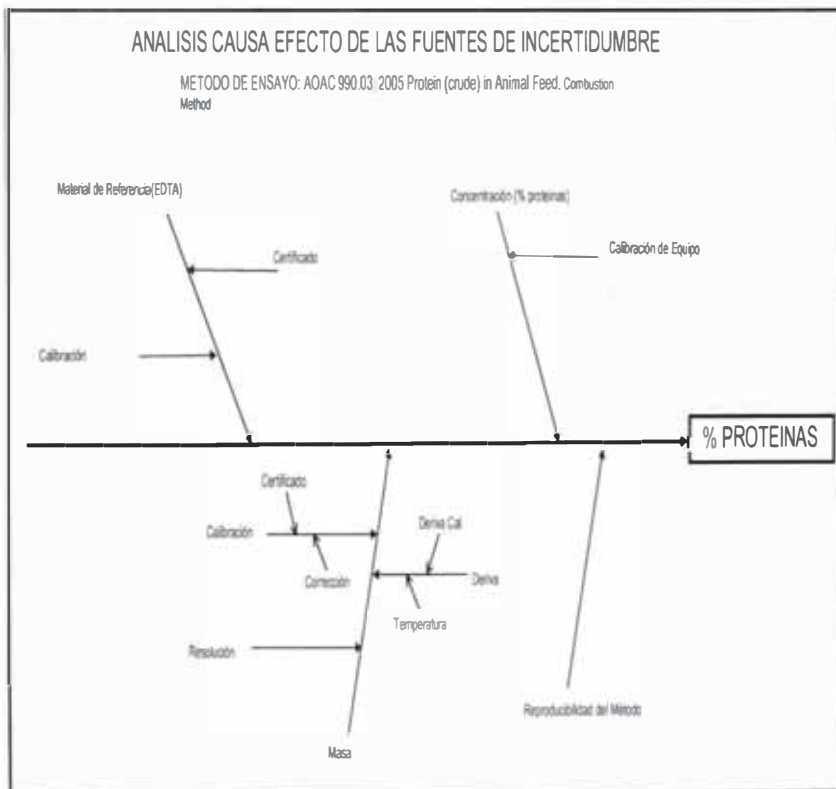 ANALISIS CAUSA EFECTO DE LAS FUENTES DE INCERTIDUMBRE
METODO DE ENSAYO: AOAC 990.03 2005 Protein (crude) in Animal Feed. Combustion
Method
Material de Referencia(EDTA)
Concentración (% proteinas)
Certificado
Calibración de Equipo
Calibración
% PROTEINAS
Certificado
Calibración
Deriva Cal
Corrección
Deriva
Temperatura
Resolución
Reproducibilidad del Método
Masa